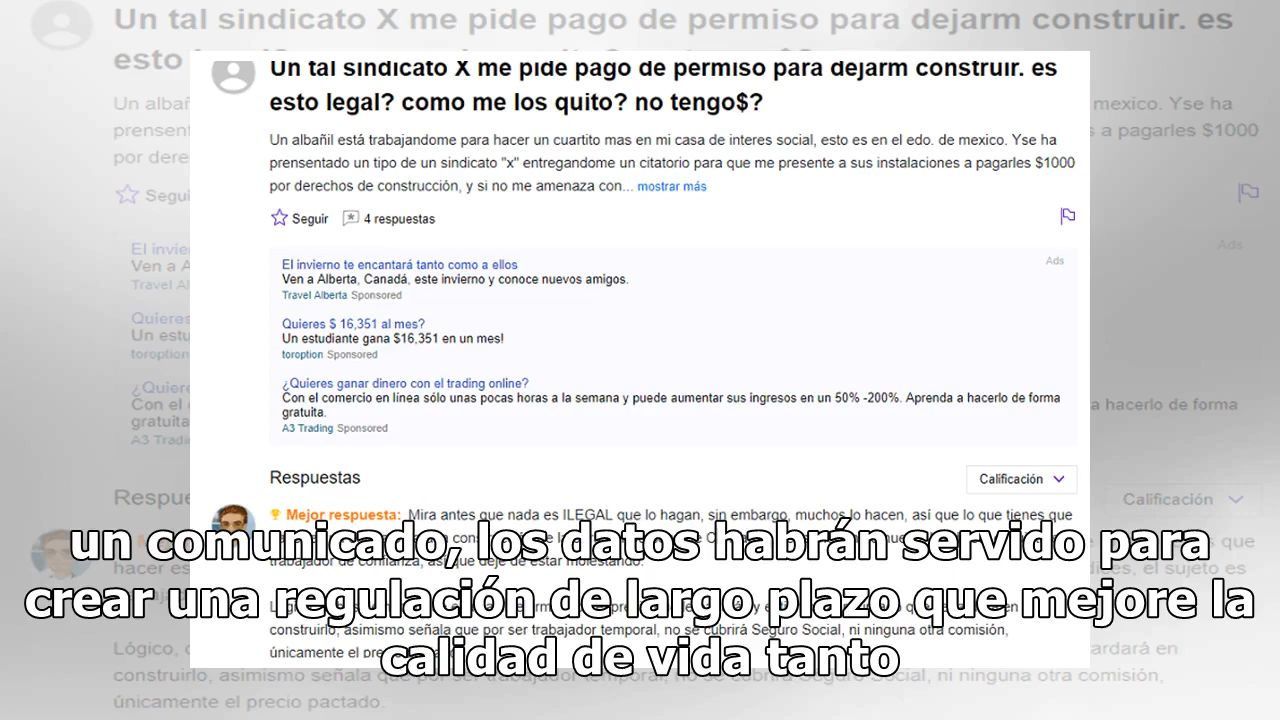 Un tal sindicato X me pide pago de permiso para dejarm construir. es
esto legal? como me los quito? no tengo$?
Un albañil está trabajandome para hacer un cuartito mas en mi casa de interes social, esto es en el edo. de mexico. Yse ha
prensentado un tipo de un sindicato "x" entregandome un citatorio para que me presente a sus instalaciones a pagarles $1000
por derechos de construcción, y si no me amenaza con... mostrar más
Seguir 4 respuestas
Ads
El invierno te encantará tanto como a ellos
Ven a Alberta, Canadá, este invierno y conoce nuevos amigos.
Travel Alberta Sponsored
Quieres $ 16,351 al mes?
Un estudiante gana $16,351 en un mes!
toroption Sponsored
¿Quieres ganar dinero con el trading online?
Con el comercio en línea sólo unas pocas horas a la semana y puede aumentar sus ingresos en un 50% -200%. Aprenda a hacerlo de forma
gratuita.
A3 Trading Sponsored
Respuestas
Calificación
Mejor respuesta: Mira antes que nada es ILEGAL que lo hagan, sin embargo, muchos lo hacen, así que lo que tienes que
un comunicado, los datos habrán servido para
trabajador de confianza, así que deje de estar molestando.
crear una regulación de largo plazo que mejore la
construirlo, asimismo señala que por ser trabajador temporal, no se cubrirá Seguro Social, ni ninguna otra comisión,
únicamente el
calidad de vida tanto
únicamente el precio pactado.